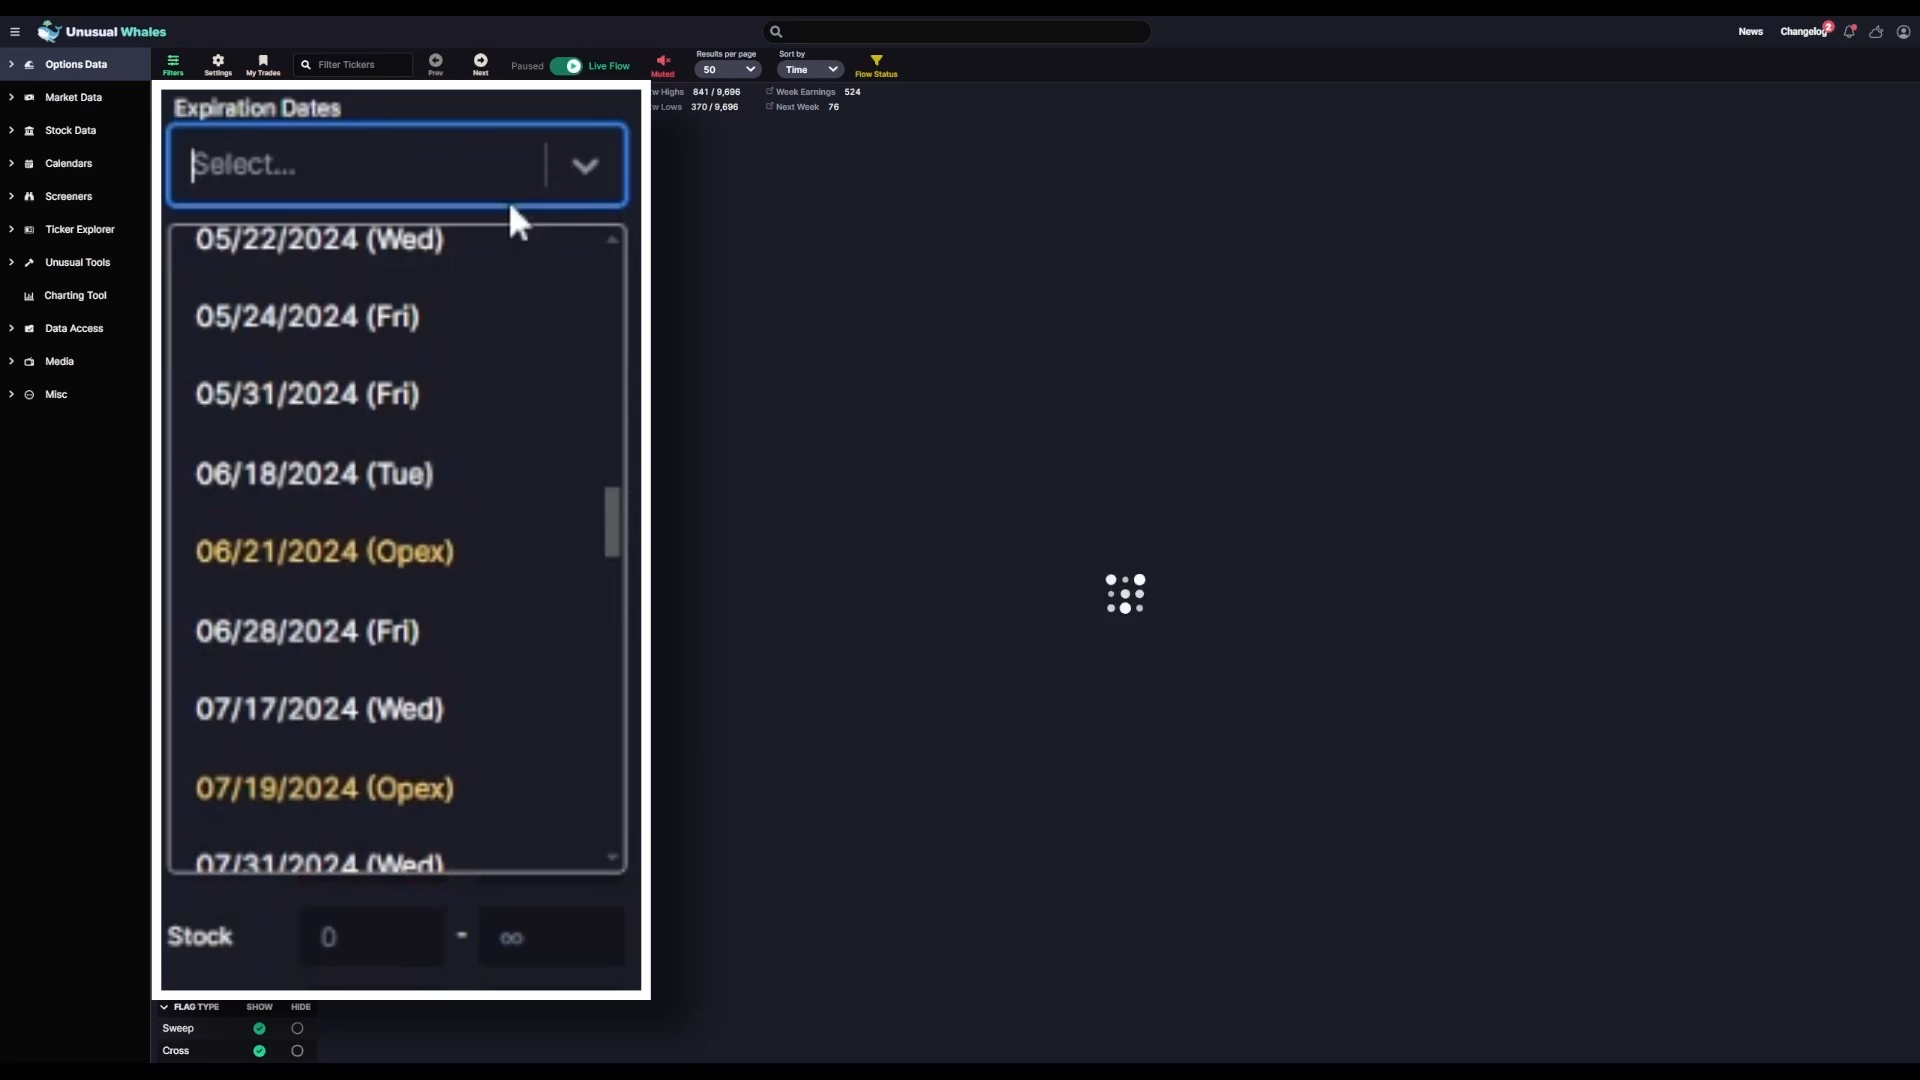 Unusual Whales
News
Changelog
2
Options Data
Market Data
Stock Data
Calendars
Screeners
Ticker Explorer
Unusual Tools
Charting Tool
Data Access
Media
Misc
Filters
Settings
My Trades
Filter Tickers
Prev
Next
Paused
Live Flow
Muted
Results per page
50
Sort by
Time
Flow Status
w Highs 841 / 9,696
Week Earnings 524
w Lows 370 / 9,696
Next Week 76
Expiration Dates
Select...
05/22/2024 (Wed)
05/24/2024 (Fri)
05/31/2024 (Fri)
06/18/2024 (Tue)
06/21/2024 (Opex)
06/28/2024 (Fri)
07/17/2024 (Wed)
07/19/2024 (Opex)
07/31/2024 (Wed)
Stock 0 - ∞
FLAG TYPE SHOW HIDE
Sweep
Cross